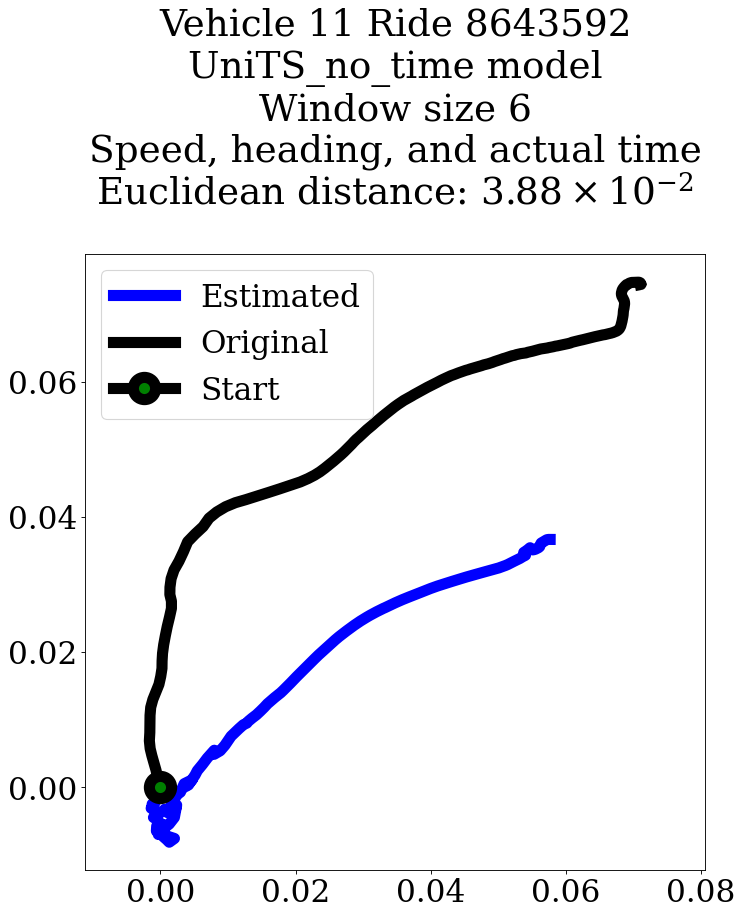 Vehicle 11 Ride 8643592
UniTS_no_time model
Window size 6
Speed, heading, and actual time
Euclidean distance: 3.88 × 10⁻²
Estimated
Original
Start
0.06
0.04
0.02
0.00
0.00 0.02 0.04 0.06 0.08